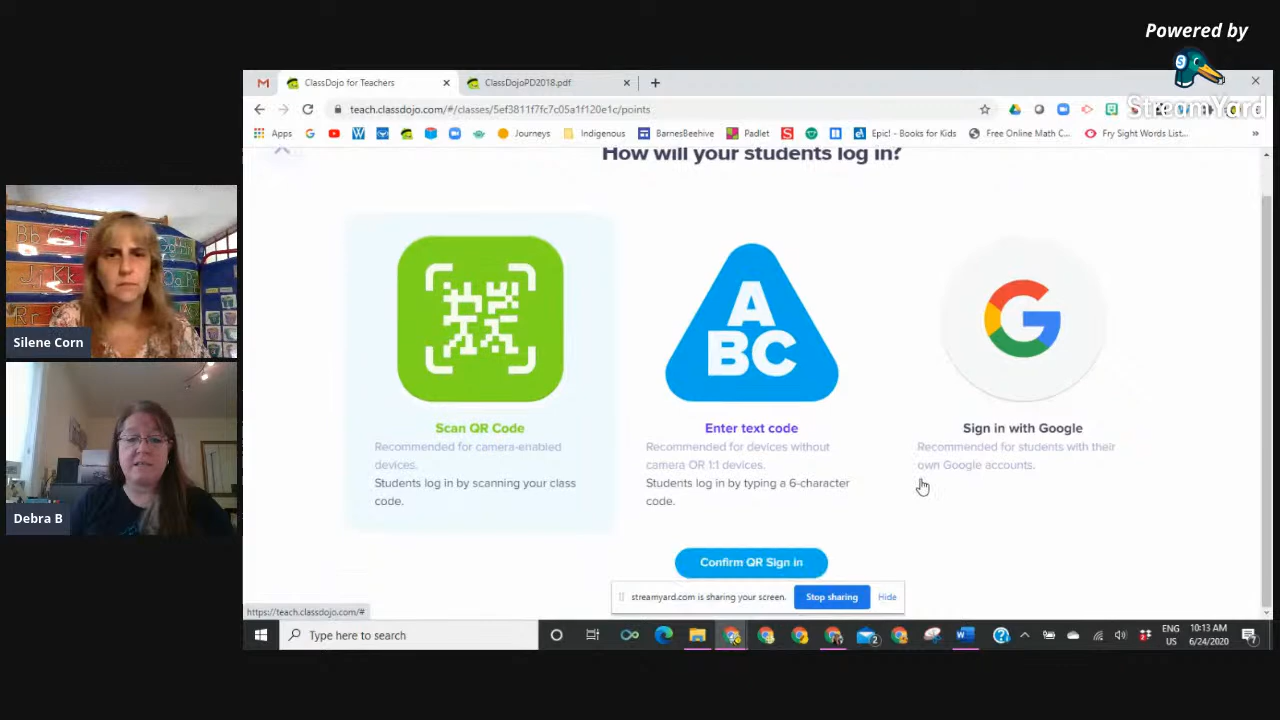 Powered by
StreamYard
ClassDojo for Teachers
ClassDojoPD2018.pdf
teach.classdojo.com/#/classes/5ef3811f7fc7c05a1f120e1c/points
Apps
Journeys
Indigenous
BarnesBeehive
Padlet
Epic! - Books for Kids
Free Online Math C...
Fry Sight Words List...
How will your students log in?
A
BC
Scan QR Code
Recommended for camera-enabled
devices.
Students log in by scanning your class
code.
Enter text code
Recommended for devices without
camera OR 1:1 devices.
Students log in by typing a 6-character
code.
Sign in with Google
Recommended for students with their
own Google accounts.
Confirm QR Sign in
streamyard.com is sharing your screen.
Stop sharing
Hide
https://teach.classdojo.com/#
Type here to search
ENG
US
10:13 AM
6/24/2020
Silene Corn
Debra B
Bb
Jj Kk